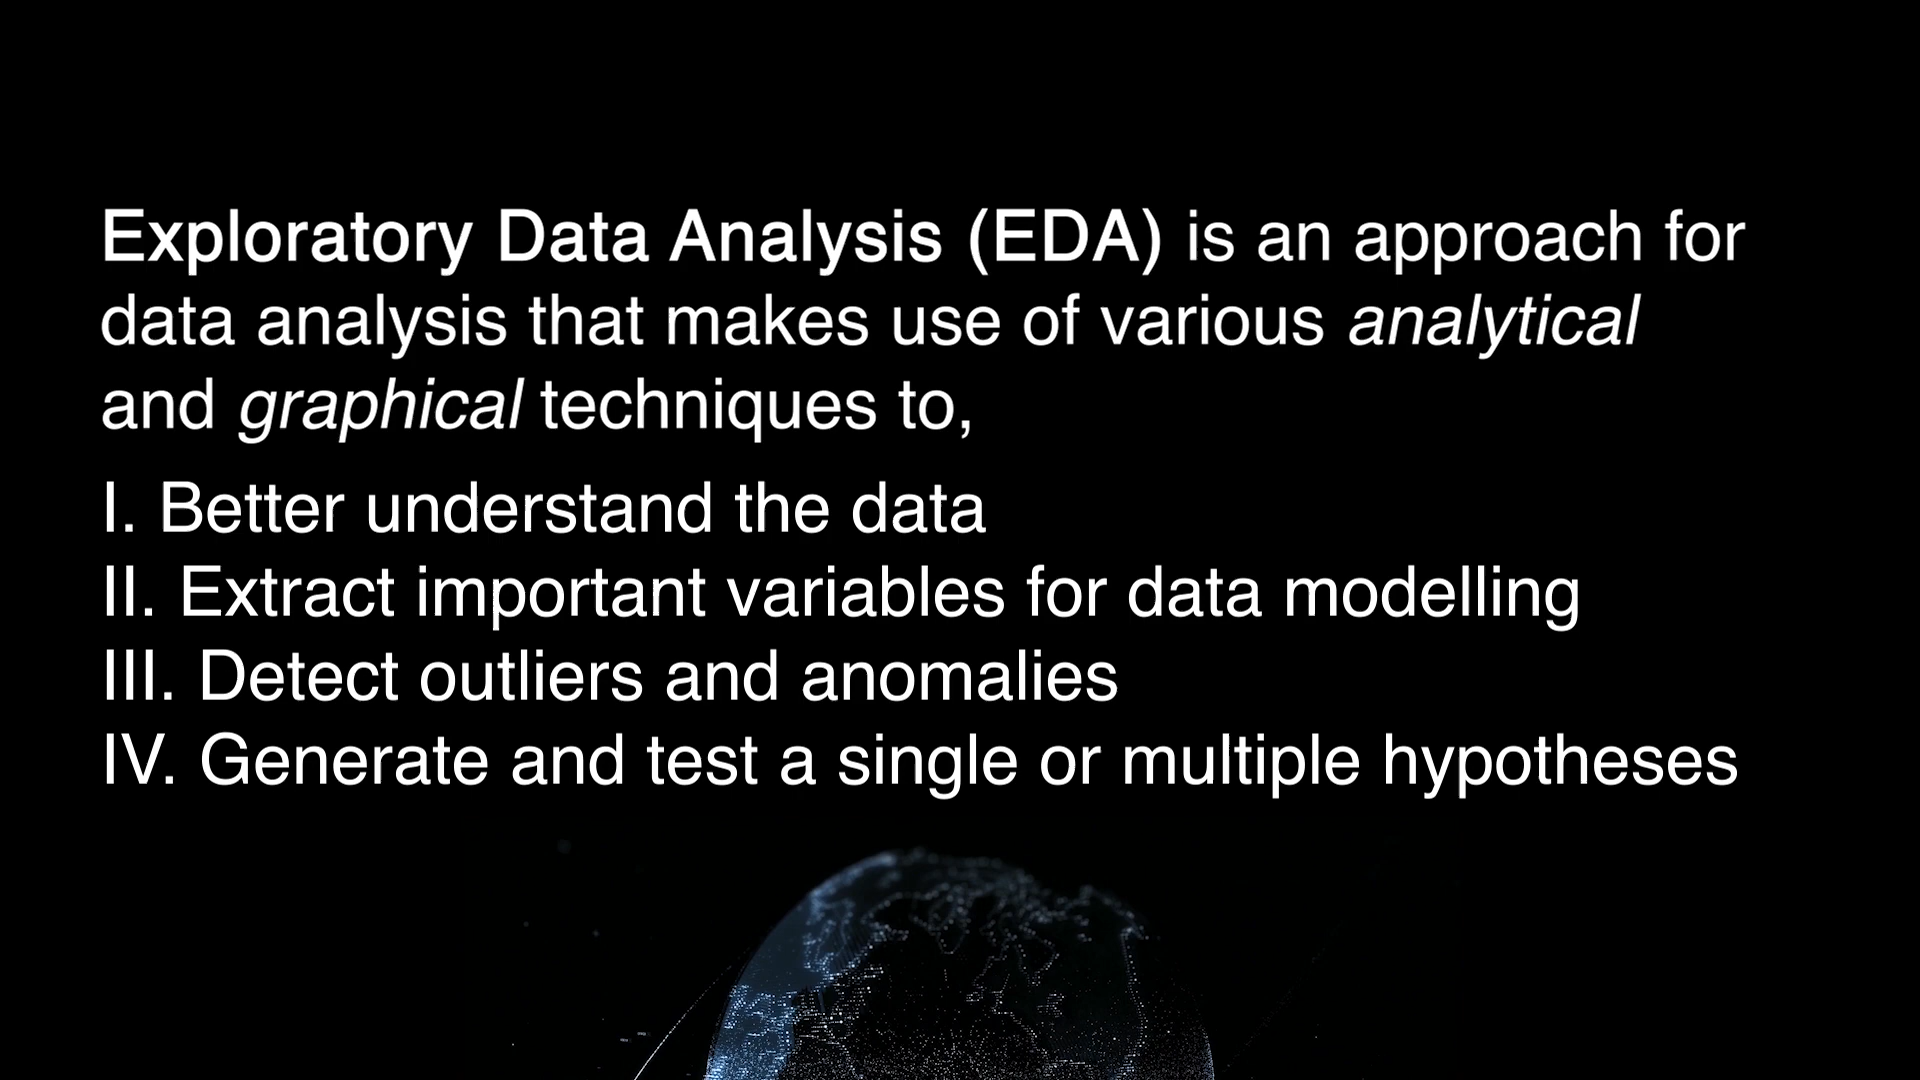 Exploratory Data Analysis (EDA) is an approach for
data analysis that makes use of various analytical
and graphical techniques to,
I. Better understand the data
II. Extract important variables for data modelling
III. Detect outliers and anomalies
IV. Generate and test a single or multiple hypotheses